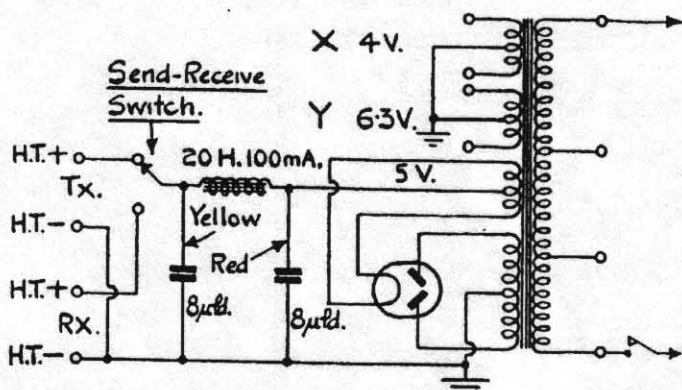 X 4V.
Send-Receive
Switch.
Y 6·3V.
H.T.+
20 H. 100mA.
5 V.
Tx.
Yellow
H.T.-
Red
H.T.+
8µfd.
8µfd.
Rx.
H.T.-